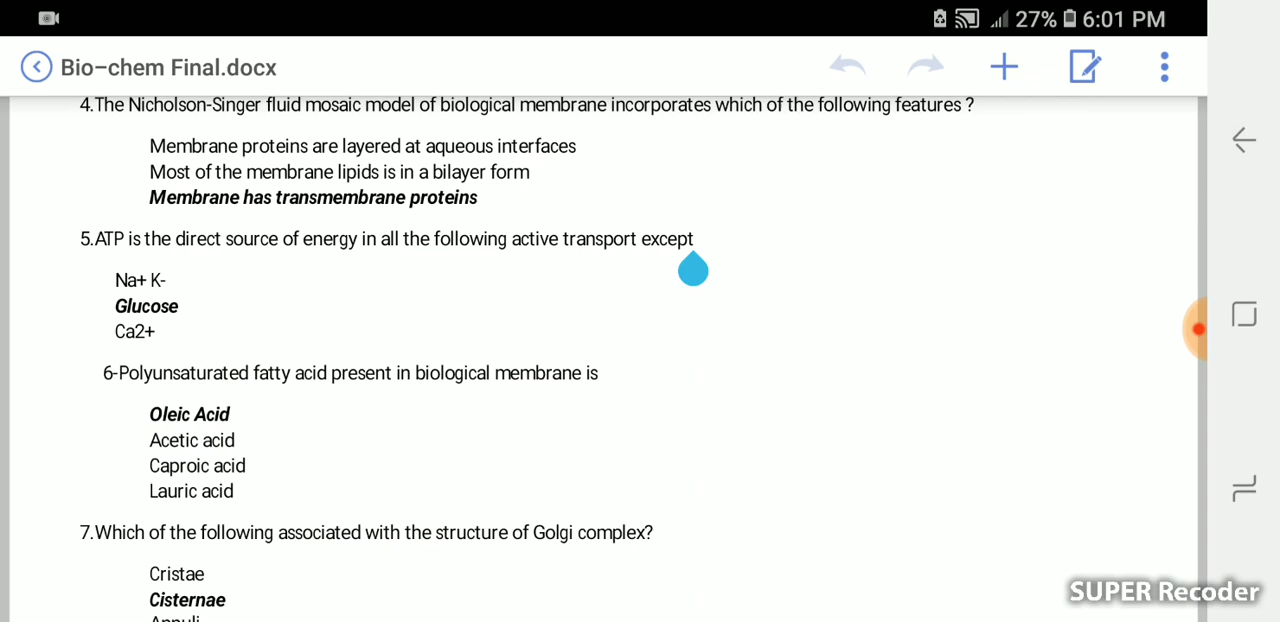 27% 6:01 PM
Bio-chem Final.docx
4.The Nicholson-Singer fluid mosaic model of biological membrane incorporates which of the following features ?
Membrane proteins are layered at aqueous interfaces
Most of the membrane lipids is in a bilayer form
Membrane has transmembrane proteins
5.ATP is the direct source of energy in all the following active transport except
Na+ K-
Glucose
Ca2+
6-Polyunsaturated fatty acid present in biological membrane is
Oleic Acid
Acetic acid
Caproic acid
Lauric acid
7.Which of the following associated with the structure of Golgi complex?
Cristae
Cisternae
SUPER Recoder